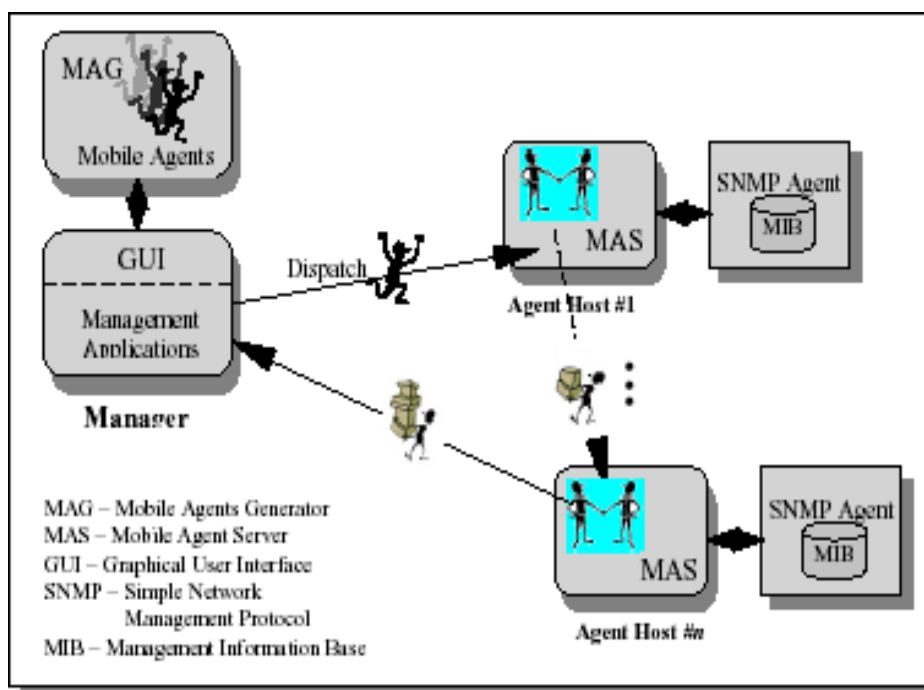 MAG
Mobile Agents
GUI
Management
Applications
Manager
Dispatch
MAS
Agent Host #1
SNMP Agent
MIB
MAS
Agent Host #n
SNMP Agent
MIB
MAG – Mobile Agents Generator
MAS – Mobile Agent Server
GUI – Graphical User Interface
SNMP – Simple Network
Management Protocol
MIB – Management Information Base